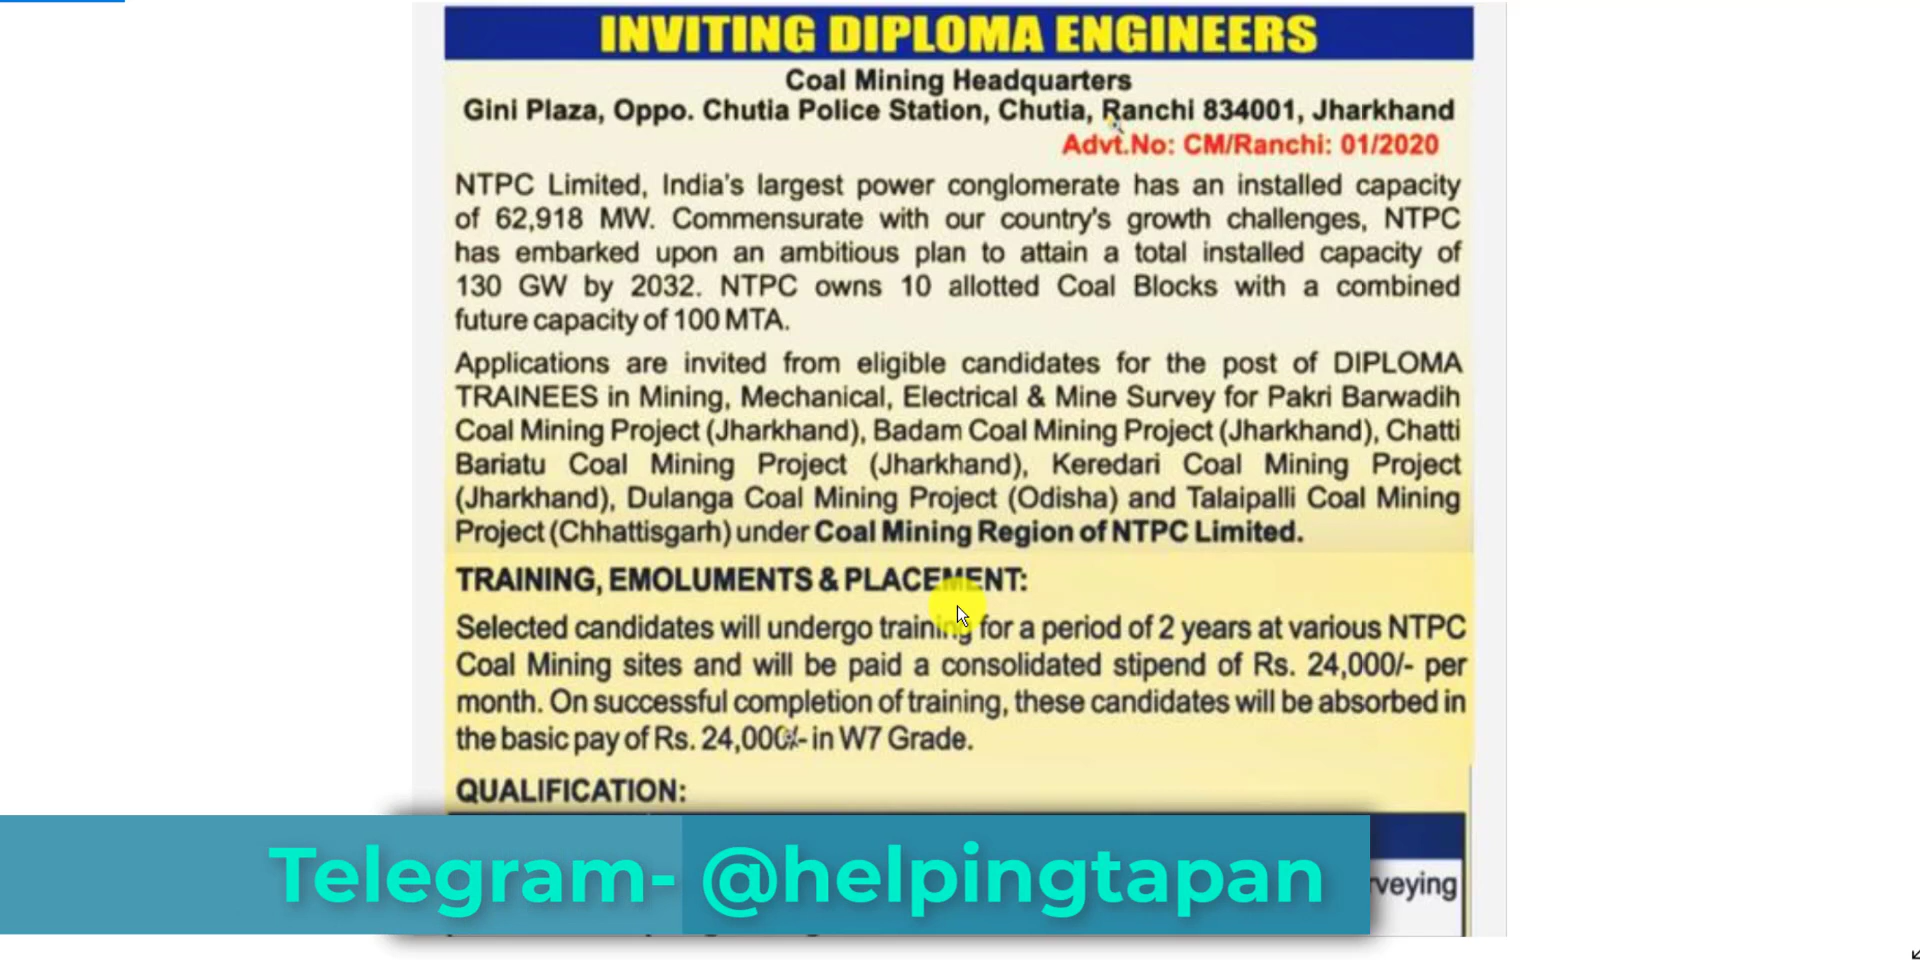 INVITING DIPLOMA ENGINEERS
Coal Mining Headquarters
Gini Plaza, Oppo. Chutia Police Station, Chutia, Ranchi 834001, Jharkhand
Advt.No: CM/Ranchi: 01/2020
NTPC Limited, India's largest power conglomerate has an installed capacity
of 62,918 MW. Commensurate with our country's growth challenges, NTPC
has embarked upon an ambitious plan to attain a total installed capacity of
130 GW by 2032. NTPC owns 10 allotted Coal Blocks with a combined
future capacity of 100 MTA.
Applications are invited from eligible candidates for the post of DIPLOMA
TRAINEES in Mining, Mechanical, Electrical & Mine Survey for Pakri Barwadih
Coal Mining Project (Jharkhand), Badam Coal Mining Project (Jharkhand), Chatti
Bariatu Coal Mining Project (Jharkhand), Keredari Coal Mining Project
(Jharkhand), Dulanga Coal Mining Project (Odisha) and Talaipalli Coal Mining
Project (Chhattisgarh) under Coal Mining Region of NTPC Limited.
TRAINING, EMOLUMENTS & PLACEMENT:
Selected candidates will undergo training for a period of 2 years at various NTPC
Coal Mining sites and will be paid a consolidated stipend of Rs. 24,000/- per
month. On successful completion of training, these candidates will be absorbed in
the basic pay of Rs. 24,000/- in W7 Grade.
QUALIFICATION:
Telegram- @helpingtapan